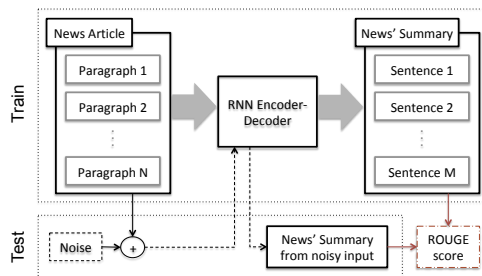 Train
News Article
Paragraph 1
Paragraph 2
...
Paragraph N
RNN Encoder-
Decoder
News' Summary
Sentence 1
Sentence 2
...
Sentence M
Test
Noise
+
News' Summary
from noisy input
ROUGE
score